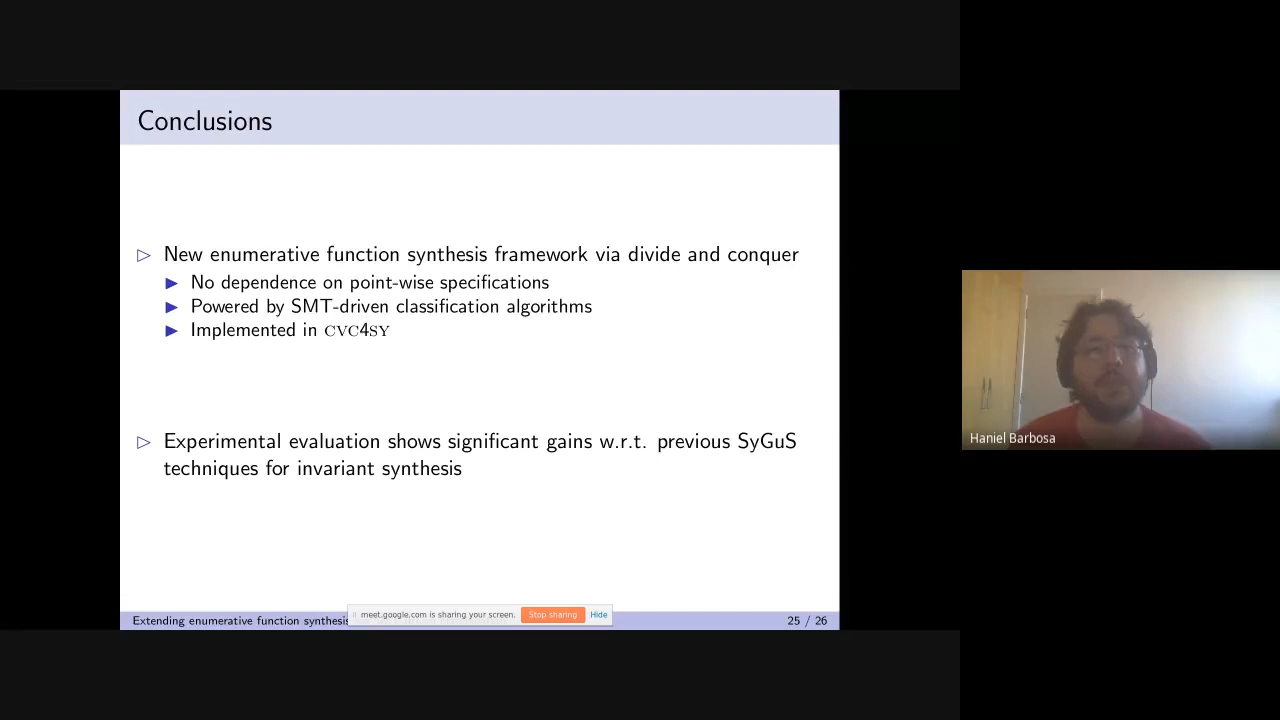 Conclusions
▷ New enumerative function synthesis framework via divide and conquer
▶ No dependence on point-wise specifications
▶ Powered by SMT-driven classification algorithms
▶ Implemented in CVC4SY
▷ Experimental evaluation shows significant gains w.r.t. previous SyGuS
techniques for invariant synthesis
Haniel Barbosa
meet.google.com is sharing your screen. Stop sharing Hide
Extending enumerative function synthesis
25 / 26